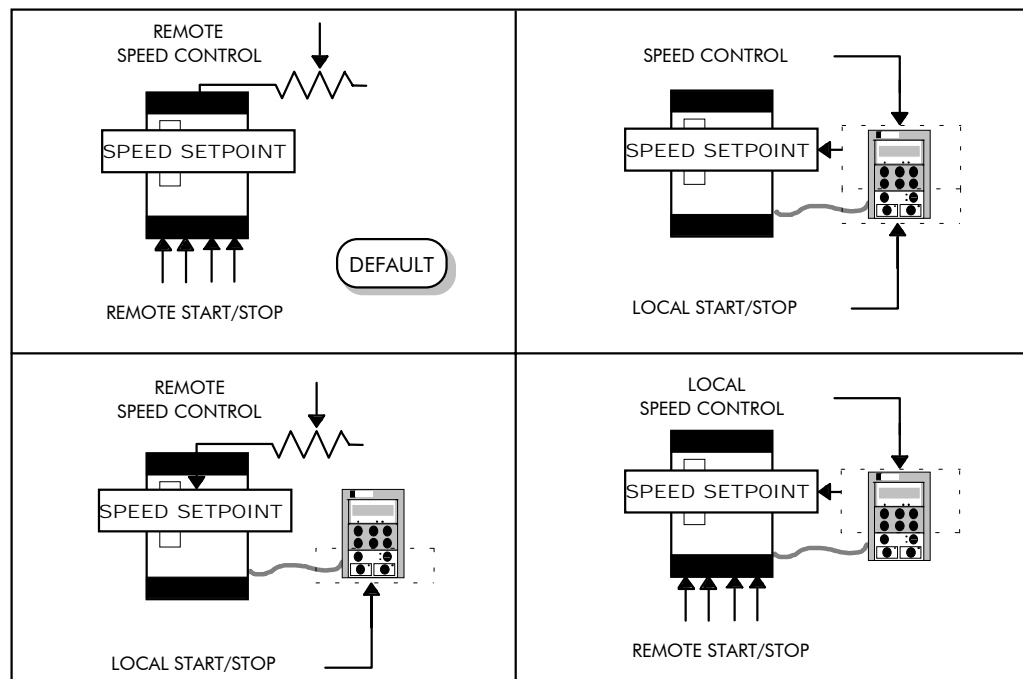 REMOTE
SPEED CONTROL
SPEED SETPOINT
DEFAULT
REMOTE START/STOP
SPEED CONTROL
SPEED SETPOINT
LOCAL START/STOP
REMOTE
SPEED CONTROL
SPEED SETPOINT
LOCAL START/STOP
LOCAL
SPEED CONTROL
SPEED SETPOINT
REMOTE START/STOP